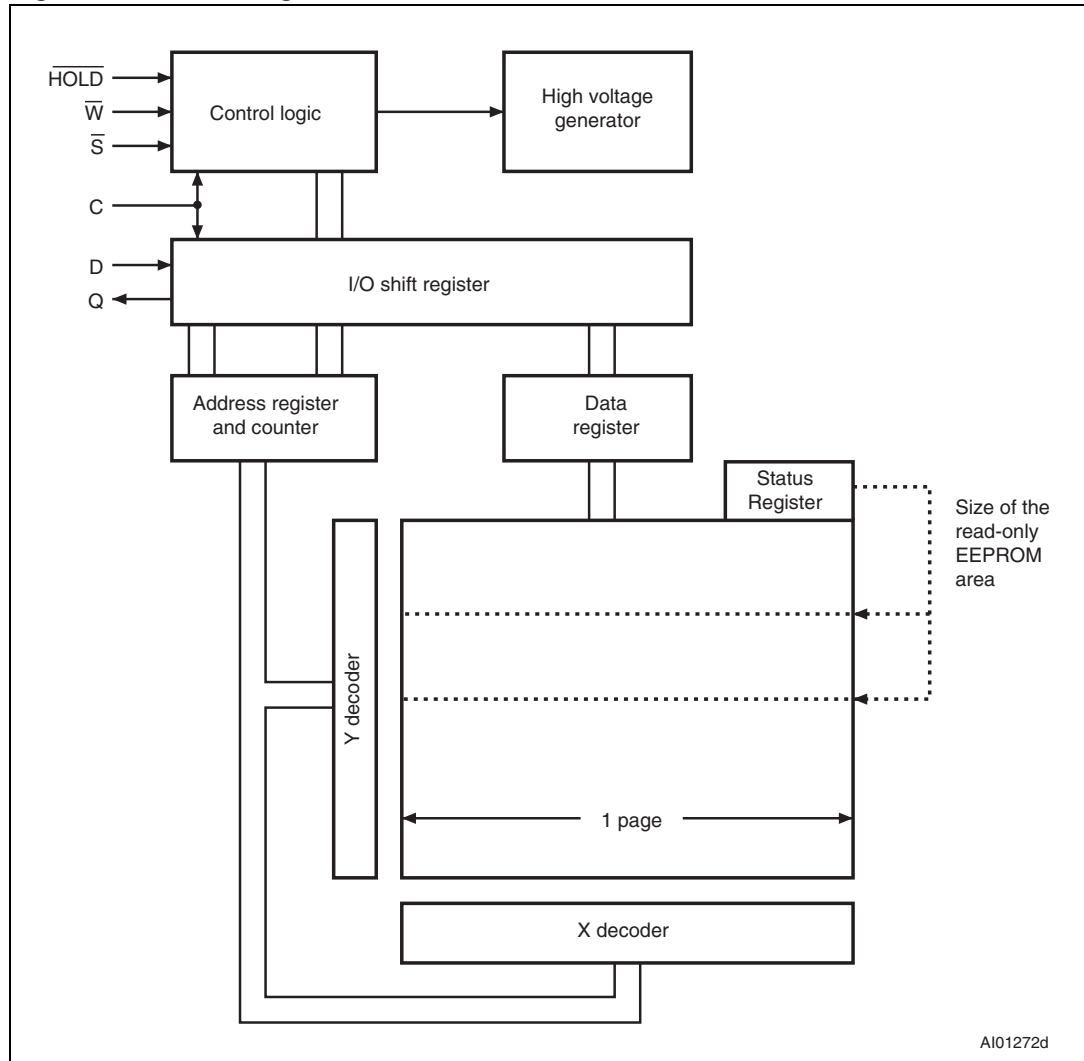 HOLD
W
S
C
D
Q
Control logic
High voltage
generator
I/O shift register
Address register
and counter
Data
register
Status
Register
Size of the
read-only
EEPROM
area
Y decoder
1 page
X decoder
AI01272d